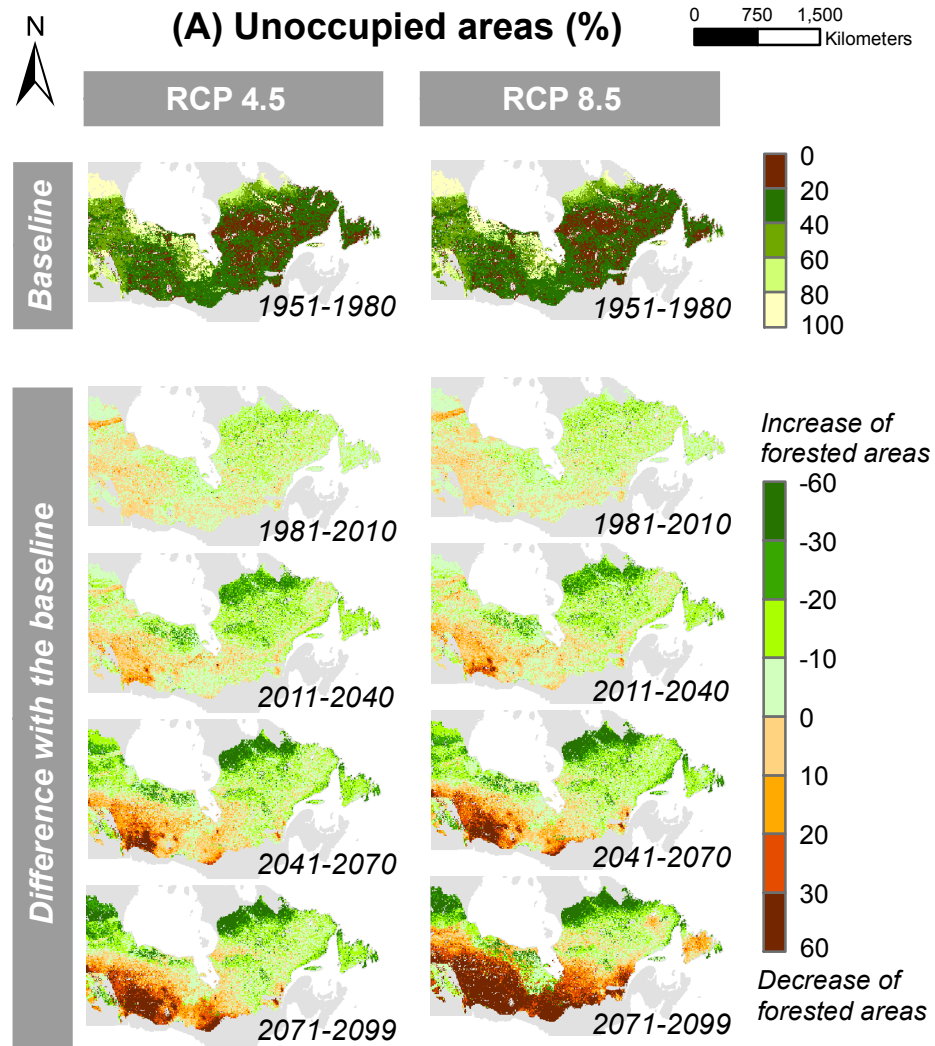 N
(A) Unoccupied areas (%)
0 750 1,500
Kilometers
RCP 4.5
RCP 8.5
Baseline
1951-1980
1951-1980
0
20
40
60
80
100
Difference with the baseline
1981-2010
1981-2010
2011-2040
2011-2040
2041-2070
2041-2070
2071-2099
2071-2099
Increase of
forested areas
-60
-30
-20
-10
0
10
20
30
60
Decrease of
forested areas